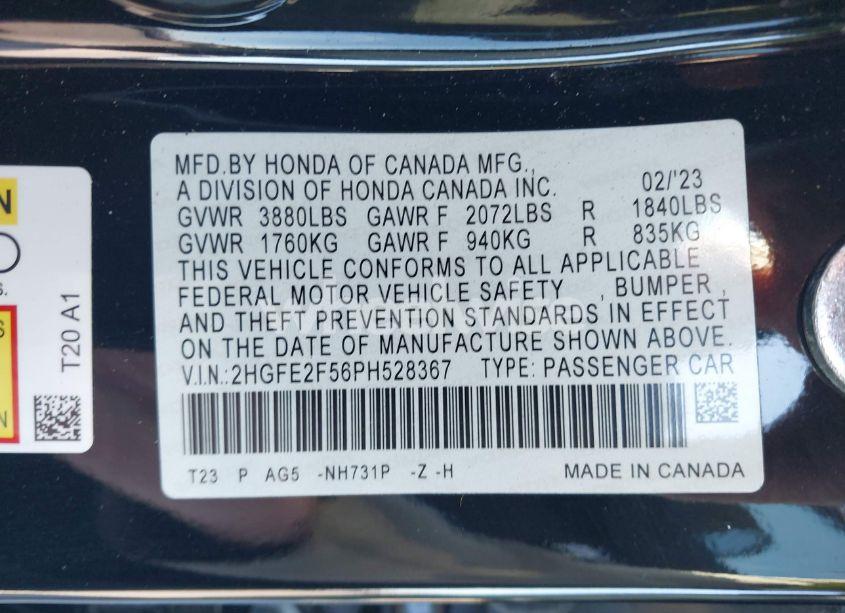 MFD.BY HONDA OF CANADA MFG.,
A DIVISION OF HONDA CANADA INC. 02/'23
GVWR 3880LBS GAWR F 2072LBS R 1840LBS
GVWR 1760KG GAWR F 940KG R 835KG
THIS VEHICLE CONFORMS TO ALL APPLICABLE
FEDERAL MOTOR VEHICLE SAFETY , BUMPER ,
AND THEFT PREVENTION STANDARDS IN EFFECT
ON THE DATE OF MANUFACTURE SHOWN ABOVE.
V.I.N.:2HGFE2F56PH528367 TYPE: PASSENGER CAR
T23 P AG5 -NH731P -Z -H MADE IN CANADA
T20 A1